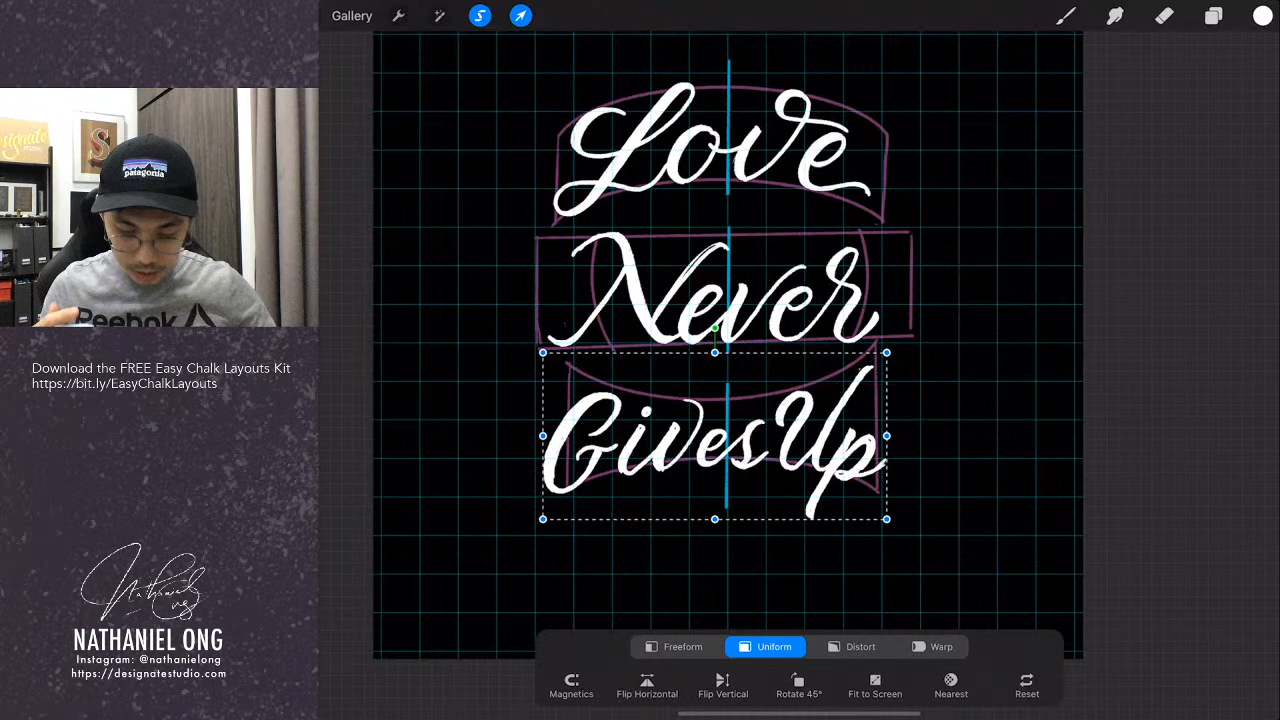 Gallery
S
patagonia
Reebok
Love
Never
Gives Up
Download the FREE Easy Chalk Layouts Kit
https://bit.ly/EasyChalkLayouts
NATHANIEL ONG
Instagram: @nathanielong
https://designatestudio.com
Freeform
Uniform
Distort
Warp
Magnetics
Flip Horizontal
Flip Vertical
Rotate 45°
Fit to Screen
Nearest
Reset